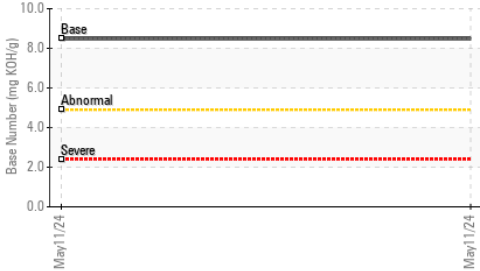 Base Number (mg KOH/g)
10.0
8.0
6.0
4.0
2.0
0.0
Base
Abnormal
Severe
May11/24
May11/24